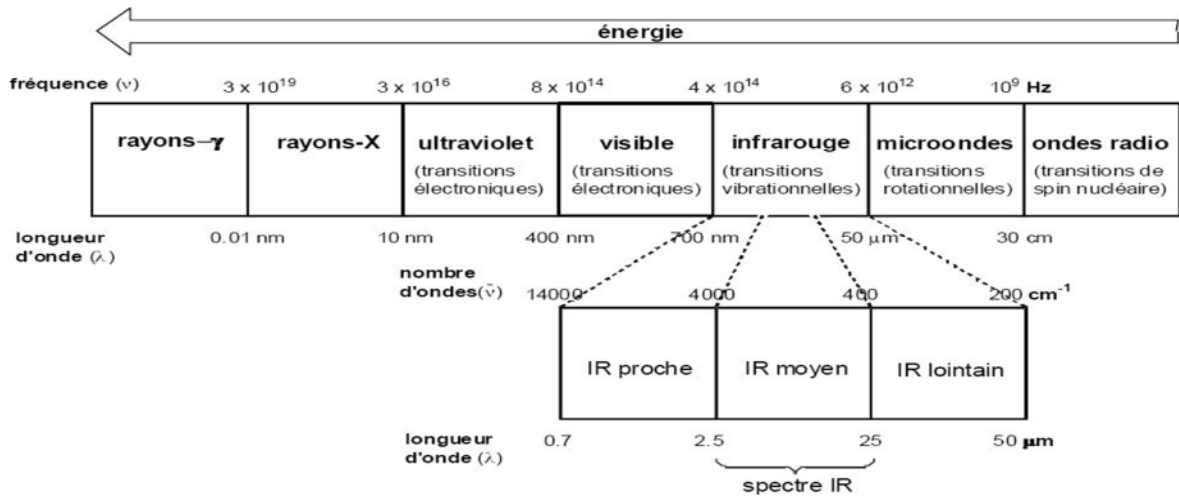 énergie
fréquence (ν) 3 x 10¹⁹ 3 x 10¹⁶ 8 x 10¹⁴ 4 x 10¹⁴ 6 x 10¹² 10⁹ Hz
rayons–γ rayons-X ultraviolet visible infrarouge microondes ondes radio
(transitions (transitions (transitions (transitions (transitions de
électroniques) électroniques) vibrationnelles) rotationnelles) spin nucléaire)
longueur 0.01 nm 10 nm 400 nm 700 nm 50 μm 30 cm
d'onde (λ)
nombre
d'ondes(ν̄) 14000 4000 400 200 cm⁻¹
IR proche IR moyen IR lointain
longueur 0.7 2.5 25 50 μm
d'onde (λ)
spectre IR